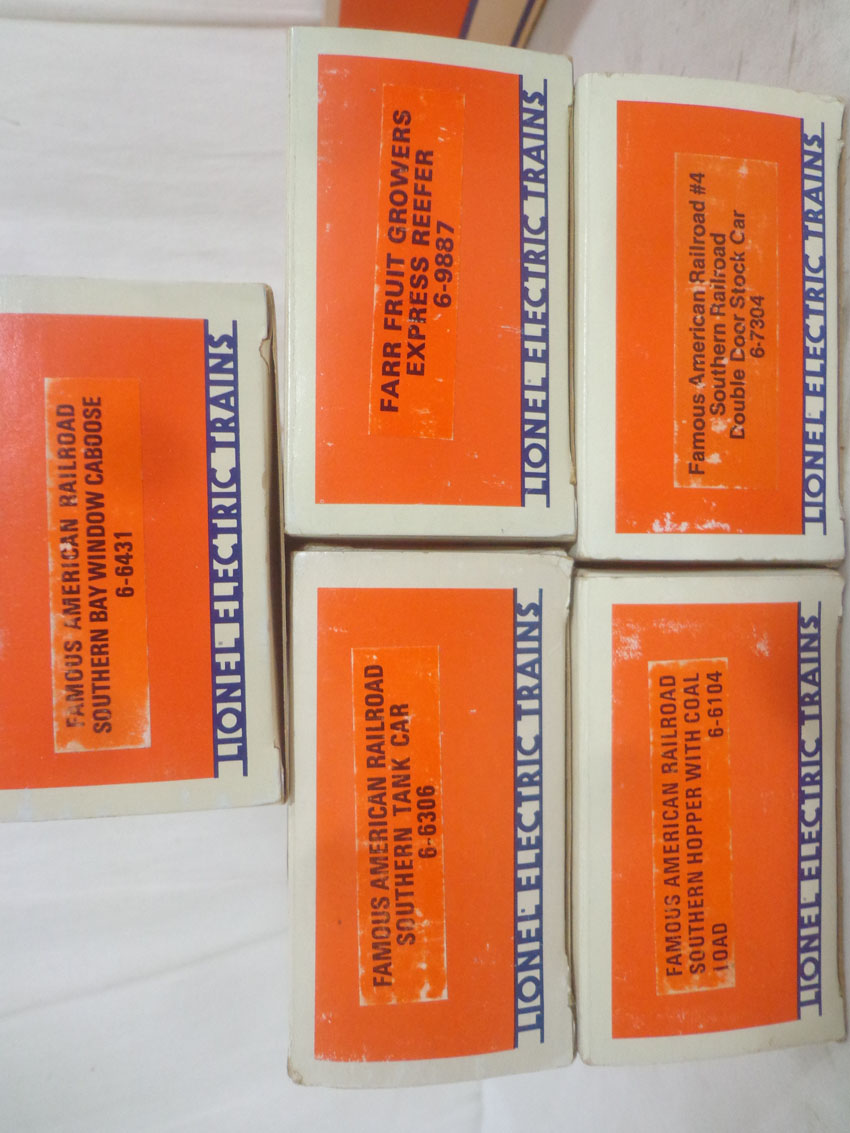 FAMOUS AMERICAN RAILROAD
SOUTHERN BAY WINDOW CABOOSE
6-6431
LIONEL ELECTRIC TRAINS
FAMOUS AMERICAN RAILROAD
SOUTHERN TANK CAR
6-6306
LIONEL ELECTRIC TRAINS
FARR FRUIT GROWERS
EXPRESS REEFER
6-9887
LIONEL ELECTRIC TRAINS
FAMOUS AMERICAN RAILROAD
SOUTHERN HOPPER WITH COAL
LOAD 6-6104
LIONEL ELECTRIC TRAINS
Famous American Railroad #4
Southern Railroad
Double Door Stock Car
6-7304
LIONEL ELECTRIC TRAINS